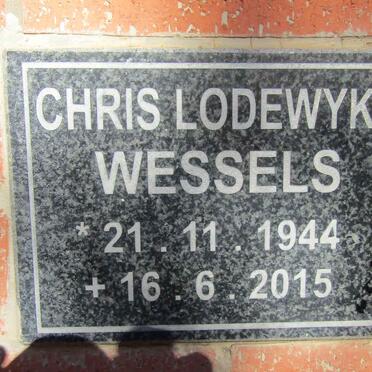 CHRIS LODEWYK
WESSELS
* 21 . 11 . 1944
+ 16 . 6 . 2015